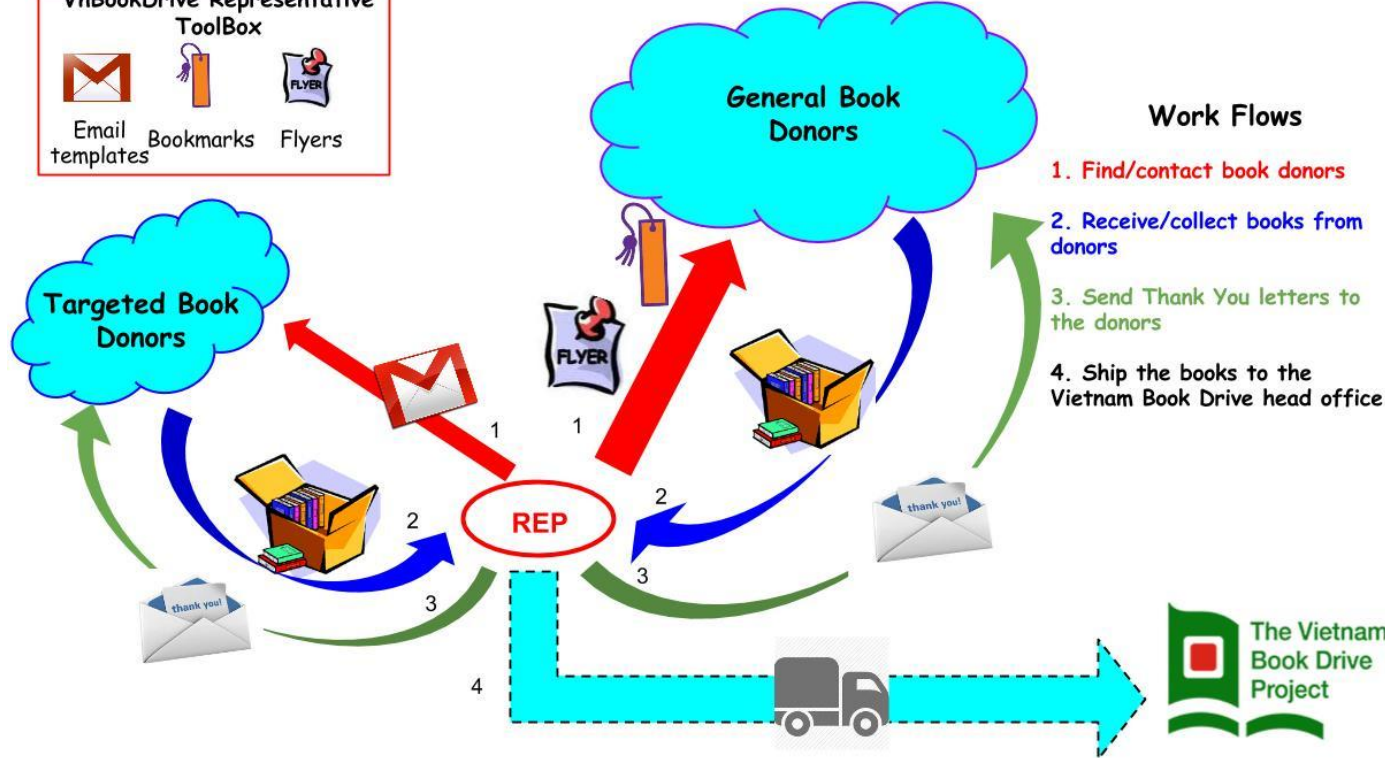 VnBookDrive Representative
ToolBox
Email
templates
Bookmarks
FLYER
Flyers
General Book
Donors
Work Flows
1. Find/contact book donors
2. Receive/collect books from
donors
3. Send Thank You letters to
the donors
4. Ship the books to the
Vietnam Book Drive head office
Targeted Book
Donors
FLYER
1
1
2
2
REP
thank you!
thank you!
3
3
4
The Vietnam
Book Drive
Project